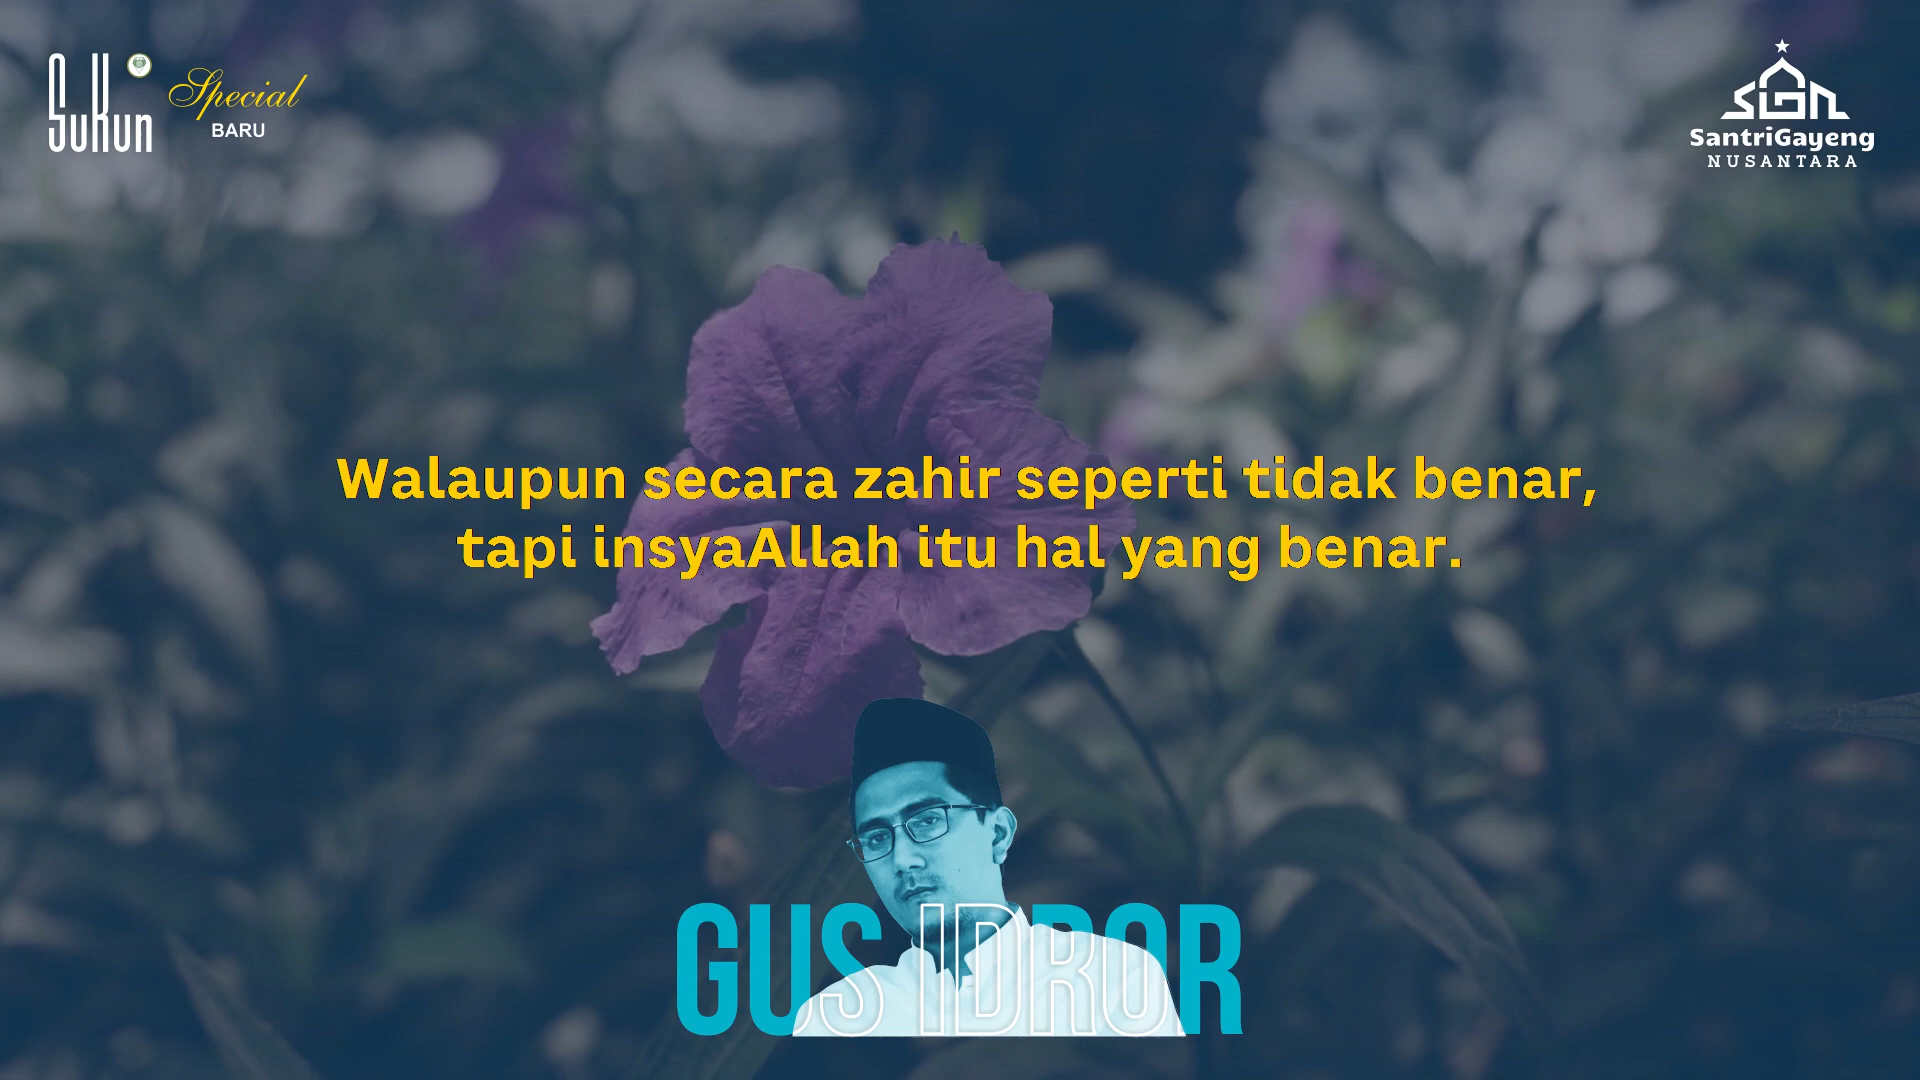 SuKun
Special
BARU
SIGN
SantriGayeng
NUSANTARA
Walaupun secara zahir seperti tidak benar,
tapi insyaAllah itu hal yang benar.
GUS IDROR